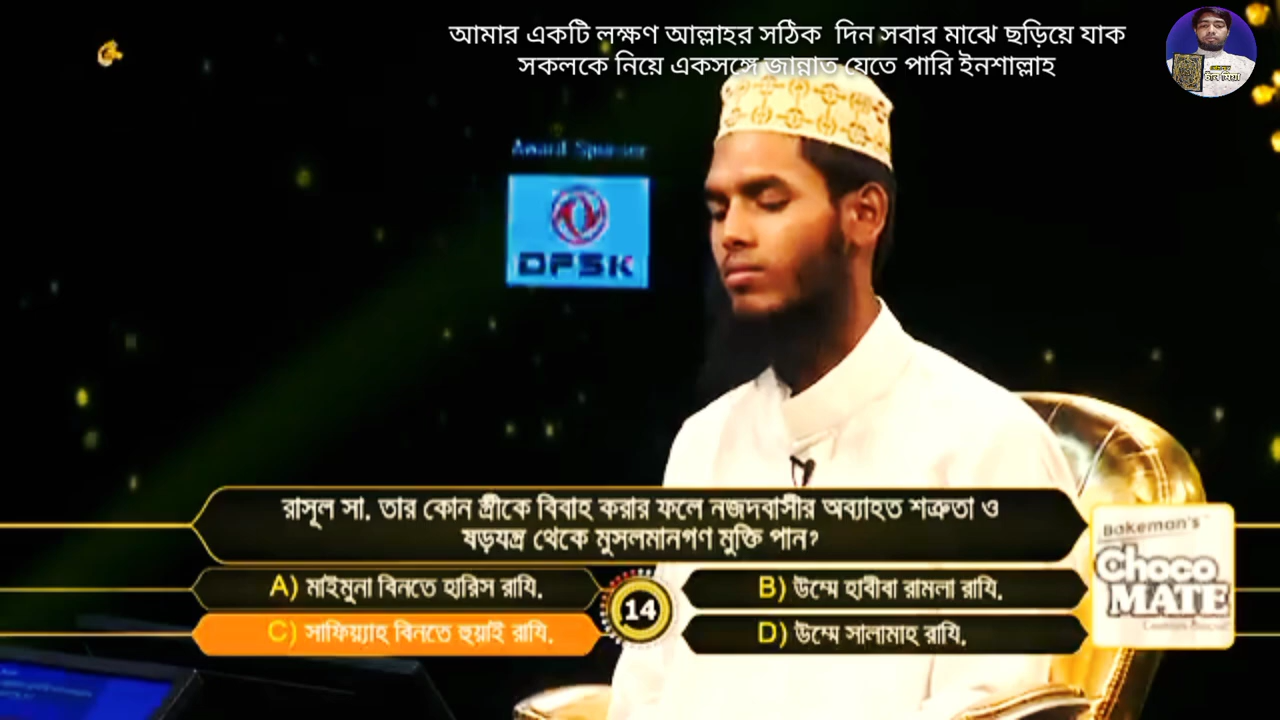 আমার একটি লক্ষণ আল্লাহর সঠিক দিন সবার মাঝে ছড়িয়ে যাক
সকলকে নিয়ে একসঙ্গে জান্নাত যেতে পারি ইনশাল্লাহ
Award Sponsor
DFSK
রাসূল সা. তার কোন স্ত্রীকে বিবাহ করার ফলে নজদবাসীর অব্যাহত শত্রুতা ও
ষড়যন্ত্র থেকে মুসলমানগণ মুক্তি পান?
A) মাইমুনা বিনতে হারিস রাযি.
B) উম্মে হাবীবা রামলা রাযি.
14
C) সাফিয়্যাহ বিনতে হুয়াই রাযি.
D) উম্মে সালামাহ রাযি.
Bakeman's
Choco
MATE